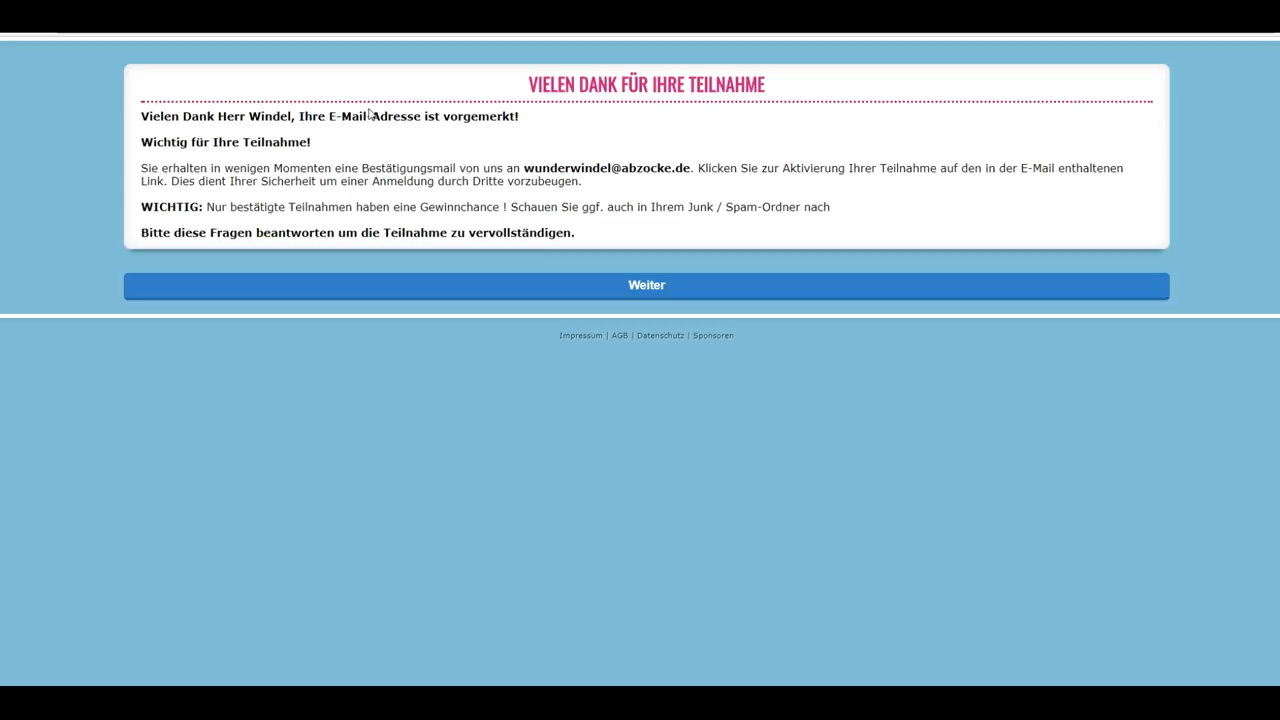 VIELEN DANK FÜR IHRE TEILNAHME
Vielen Dank Herr Windel, Ihre E-Mail-Adresse ist vorgemerkt!
Wichtig für Ihre Teilnahme!
Sie erhalten in wenigen Momenten eine Bestätigungsmail von uns an wunderwindel@abzocke.de. Klicken Sie zur Aktivierung Ihrer Teilnahme auf den in der E-Mail enthaltenen
Link. Dies dient Ihrer Sicherheit um einer Anmeldung durch Dritte vorzubeugen.
WICHTIG: Nur bestätigte Teilnahmen haben eine Gewinnchance ! Schauen Sie ggf. auch in Ihrem Junk / Spam-Ordner nach
Bitte diese Fragen beantworten um die Teilnahme zu vervollständigen.
Weiter
Impressum | AGB | Datenschutz | Sponsoren